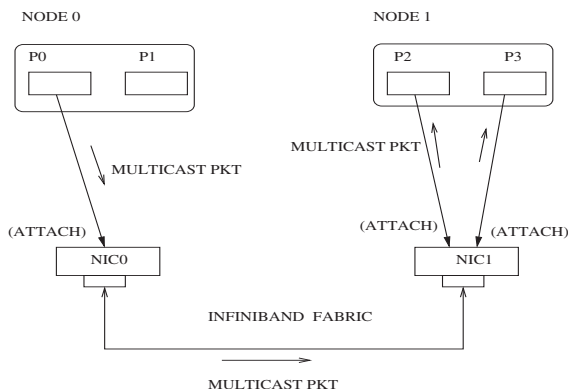 NODE 0
NODE 1
P0
P1
P2
P3
MULTICAST PKT
MULTICAST PKT
(ATTACH)
(ATTACH)
(ATTACH)
NIC0
NIC1
INFINIBAND FABRIC
MULTICAST PKT